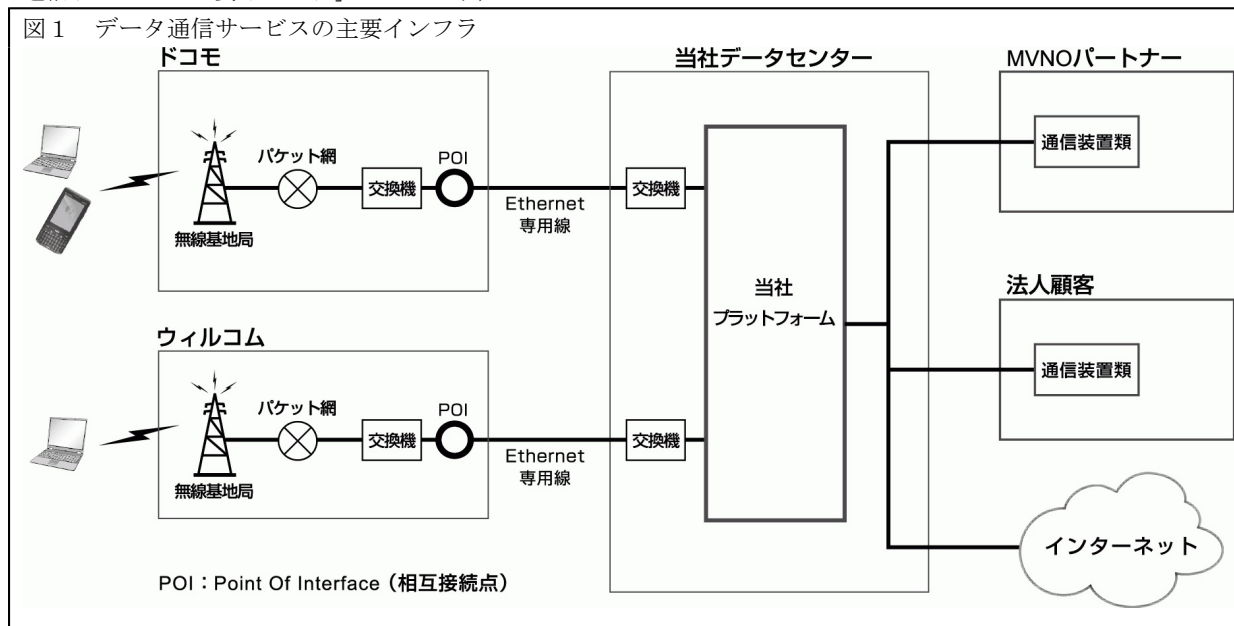 図１　データ通信サービスの主要インフラ
ドコモ
当社データセンター
MVNOパートナー
パケット網
POI
交換機
無線基地局
Ethernet
専用線
交換機
通信装置類
当社
プラットフォーム
法人顧客
通信装置類
ウィルコム
パケット網
POI
交換機
無線基地局
Ethernet
専用線
交換機
インターネット
POI：Point Of Interface（相互接続点）